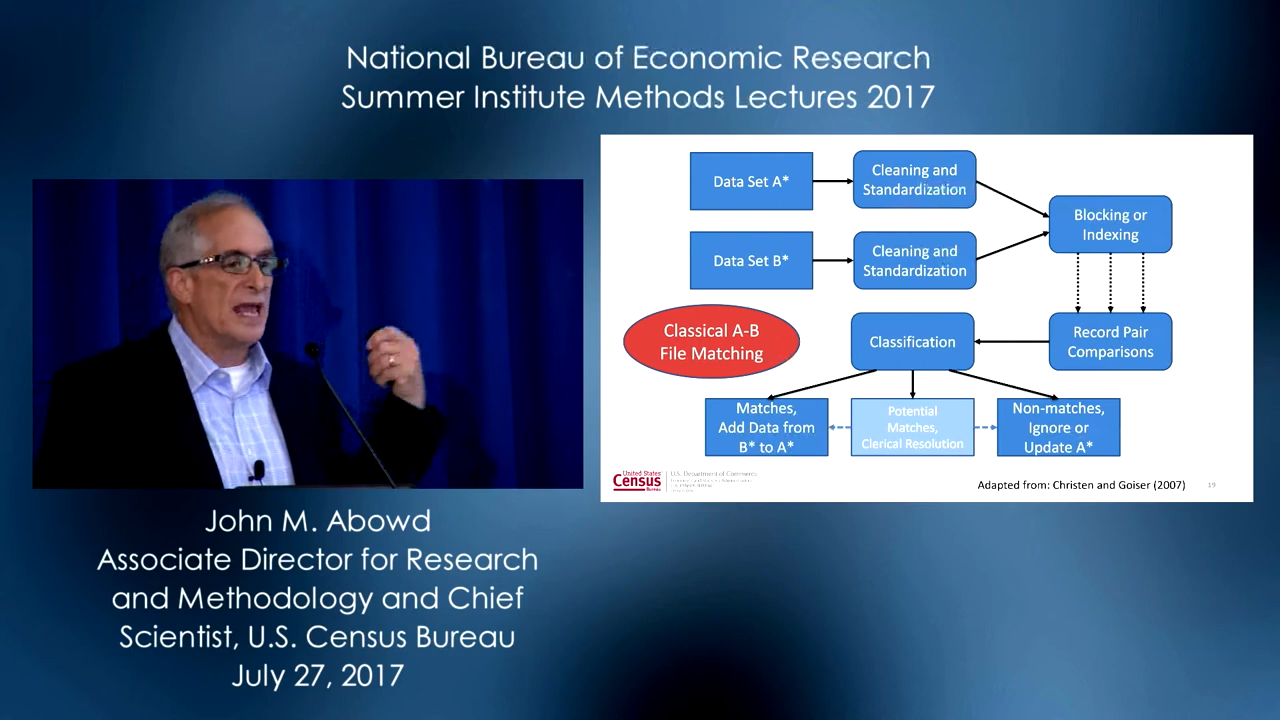 National Bureau of Economic Research
Summer Institute Methods Lectures 2017
Data Set A*
Cleaning and
Standardization
Data Set B*
Cleaning and
Standardization
Blocking or
Indexing
Classical A-B
File Matching
Classification
Record Pair
Comparisons
Matches,
Add Data from
B* to A*
Potential
Matches,
Clerical Resolution
Non-matches,
Ignore or
Update A*
United States
Census
Bureau
U.S. Department of Commerce
Adapted from: Christen and Goiser (2007)
19
John M. Abowd
Associate Director for Research
and Methodology and Chief
Scientist, U.S. Census Bureau
July 27, 2017